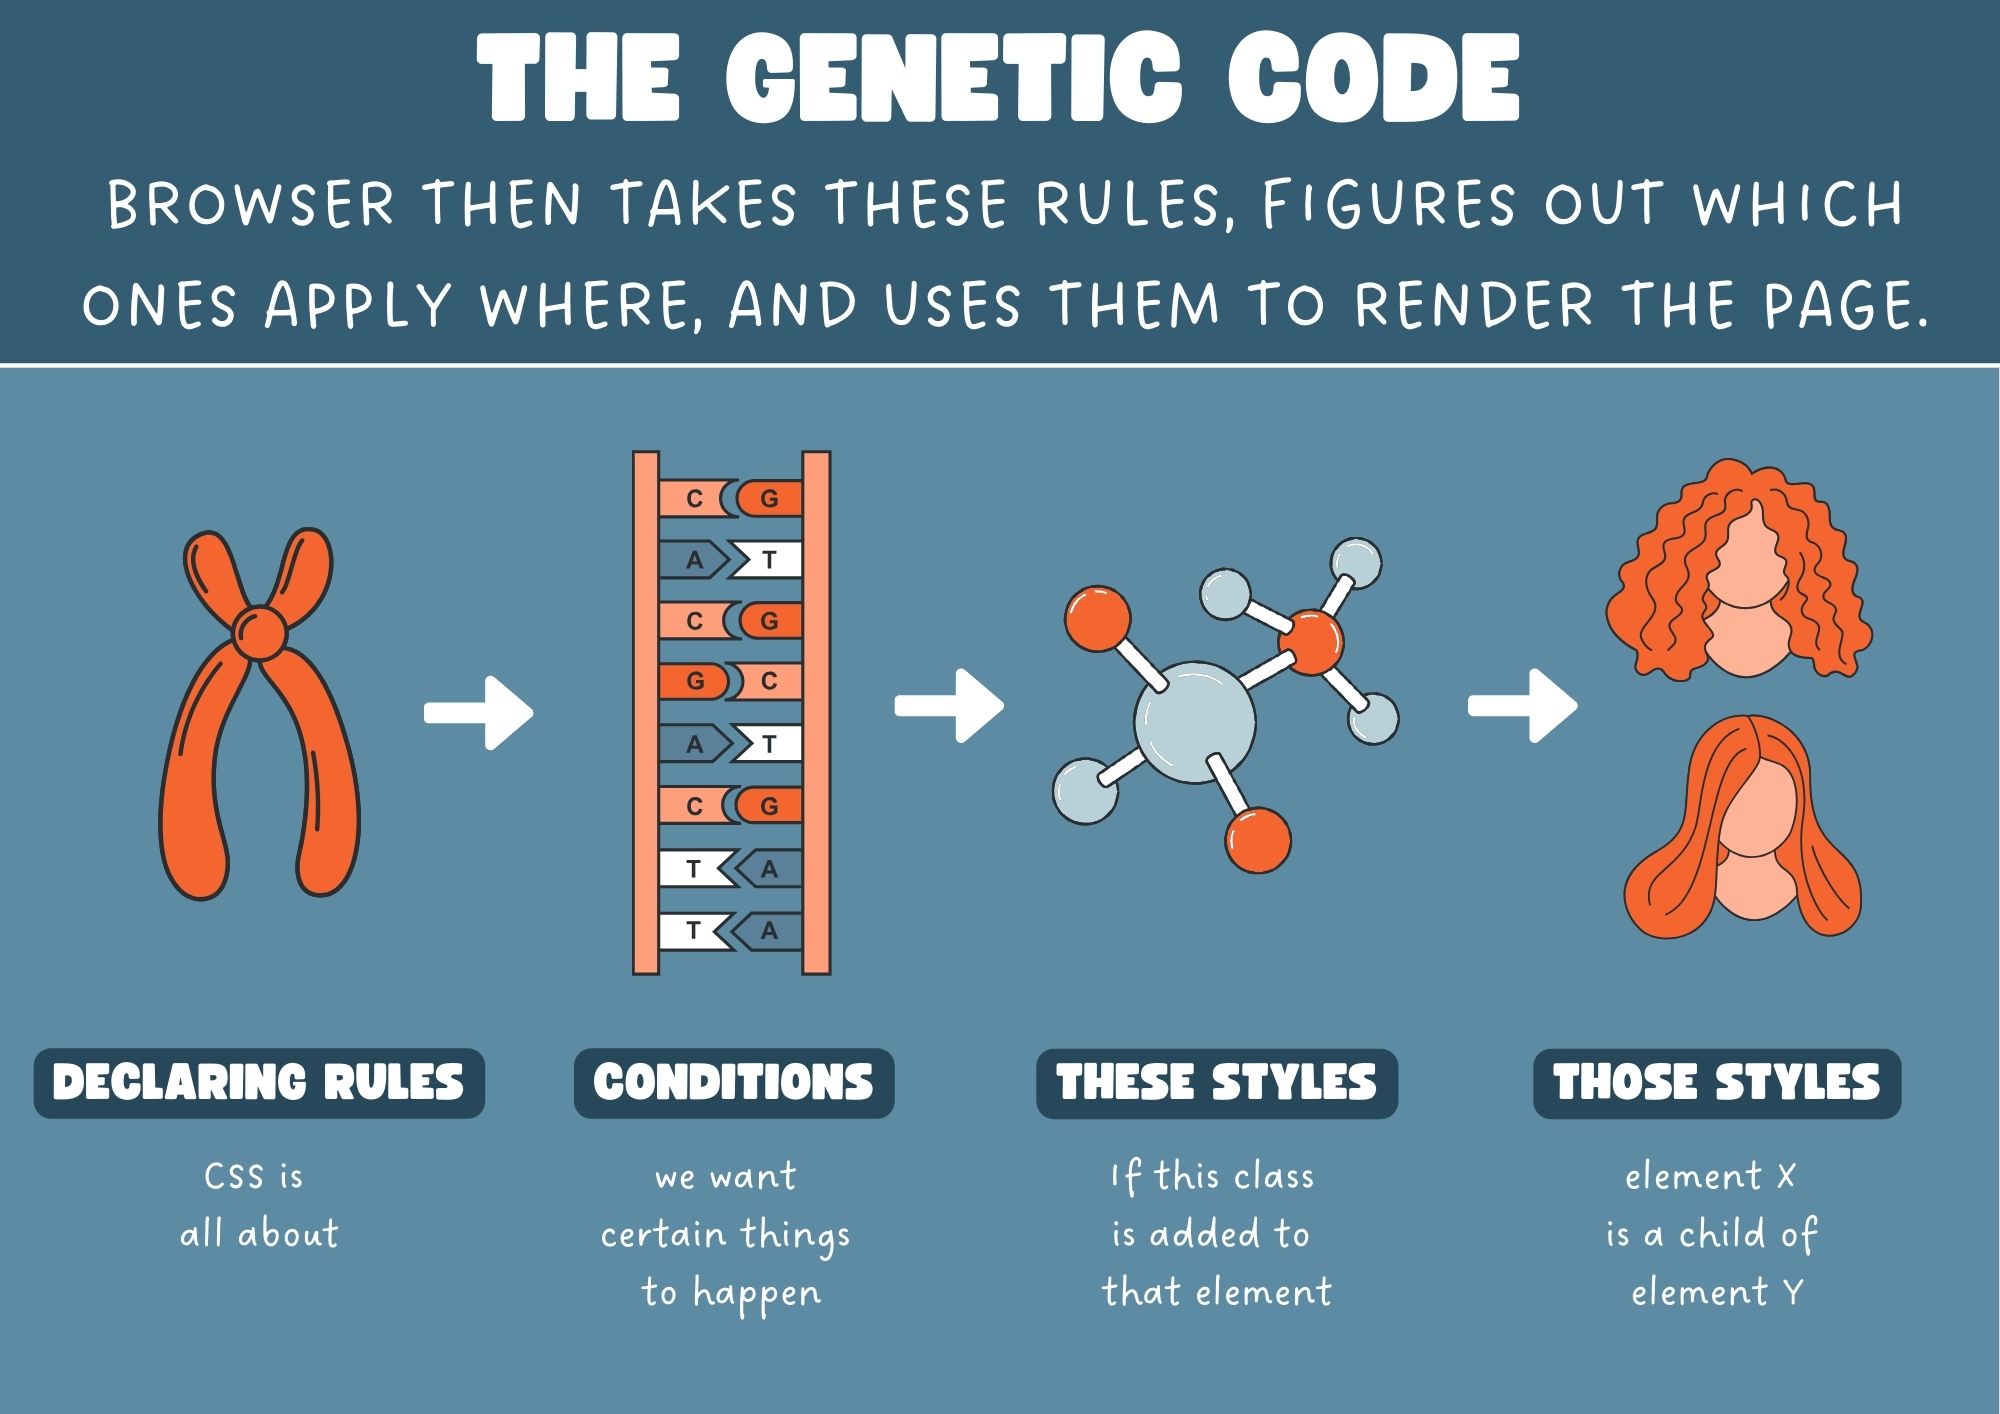 THE GENETIC CODE
BROWSER THEN TAKES THESE RULES, FIGURES OUT WHICH
ONES APPLY WHERE, AND USES THEM TO RENDER THE PAGE.
C G
A T
C G
G C
A T
C G
T A
T A
DECLARING RULES
CSS is
all about
CONDITIONS
we want
certain things
to happen
THESE STYLES
If this class
is added to
that element
THOSE STYLES
element X
is a child of
element Y